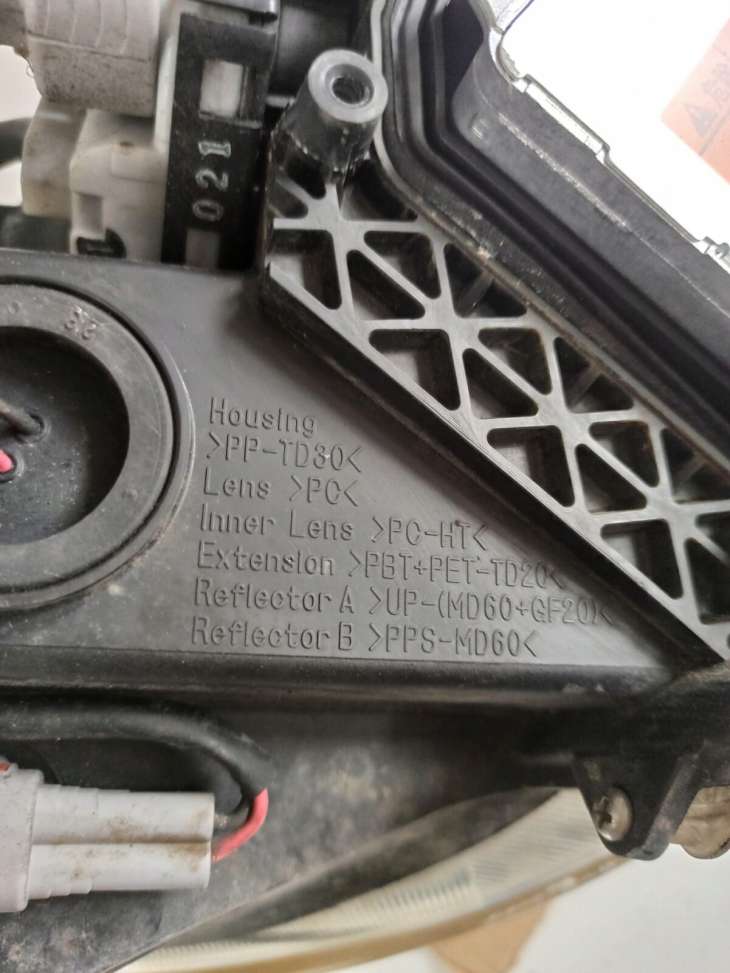 021
Housing
>PP-TD30<
Lens >PC<
Inner Lens >PC-HT<
Extension >PBT+PET-TD20<
Reflector A >UP-(MD60+GF20)<
Reflector B >PPS-MD60<